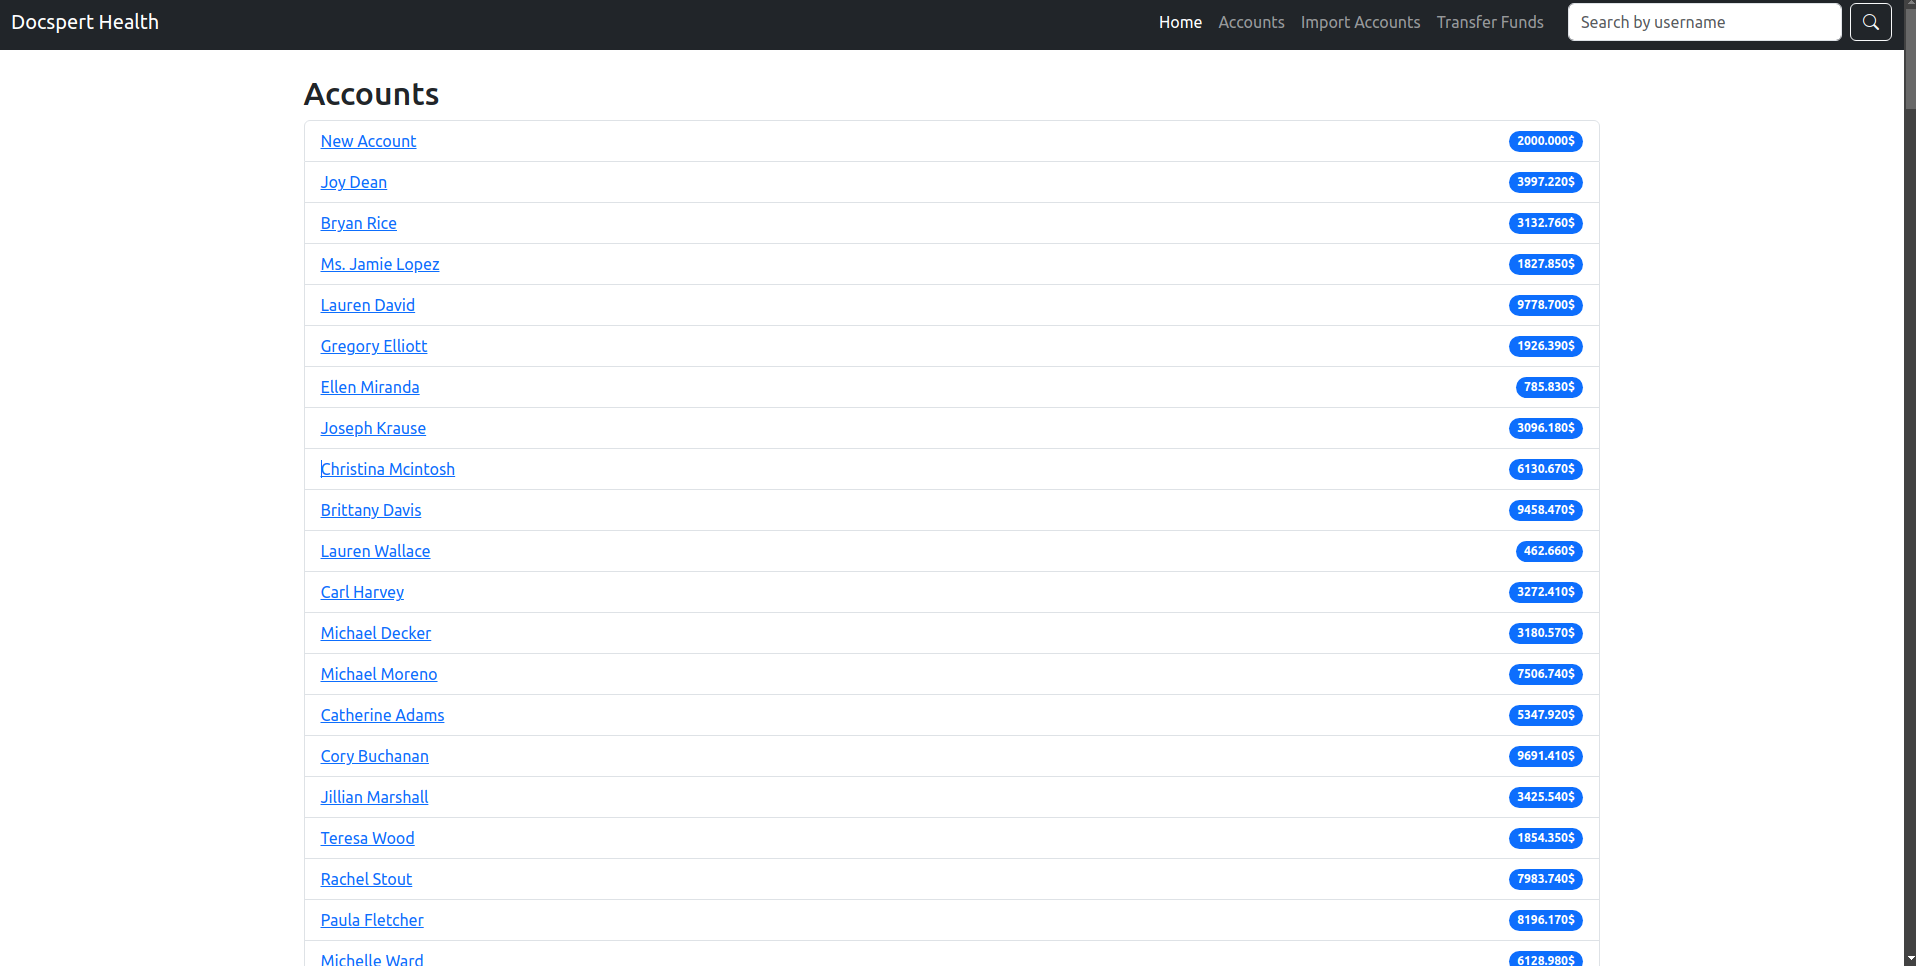 Docspert Health Home Accounts Import Accounts Transfer Funds Search by username
Accounts
New Account 2000.000$
Joy Dean 3997.220$
Bryan Rice 3132.760$
Ms. Jamie Lopez 1827.850$
Lauren David 9778.700$
Gregory Elliott 1926.390$
Ellen Miranda 785.830$
Joseph Krause 3096.180$
Christina Mcintosh 6130.670$
Brittany Davis 9458.470$
Lauren Wallace 462.660$
Carl Harvey 3272.410$
Michael Decker 3180.570$
Michael Moreno 7506.740$
Catherine Adams 5347.920$
Cory Buchanan 9691.410$
Jillian Marshall 3425.540$
Teresa Wood 1854.350$
Rachel Stout 7983.740$
Paula Fletcher 8196.170$
Michelle Ward 6128.980$